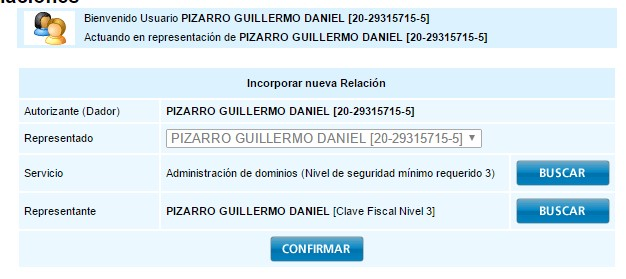 Bienvenido Usuario PIZARRO GUILLERMO DANIEL [20-29315715-5]
Actuando en representación de PIZARRO GUILLERMO DANIEL [20-29315715-5]
Incorporar nueva Relación
Autorizante (Dador) PIZARRO GUILLERMO DANIEL [20-29315715-5]
Representado PIZARRO GUILLERMO DANIEL [20-29315715-5]
Servicio Administración de dominios (Nivel de seguridad mínimo requerido 3) BUSCAR
Representante PIZARRO GUILLERMO DANIEL [Clave Fiscal Nivel 3] BUSCAR
CONFIRMAR